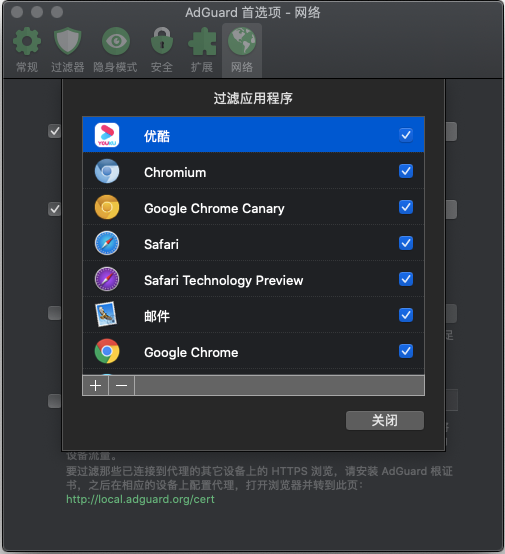 AdGuard 首选项 - 网络
常规
过滤器
隐身模式
安全
扩展
网络
过滤应用程序
YOUKU
优酷
Chromium
Google Chrome Canary
Safari
Safari Technology Preview
邮件
Google Chrome
关闭
足
设备流量。
要过滤那些已连接到代理的其它设备上的 HTTPS 浏览，请安装 AdGuard 根证
书，之后在相应的设备上配置代理，打开浏览器并转到此页：
http://local.adguard.org/cert